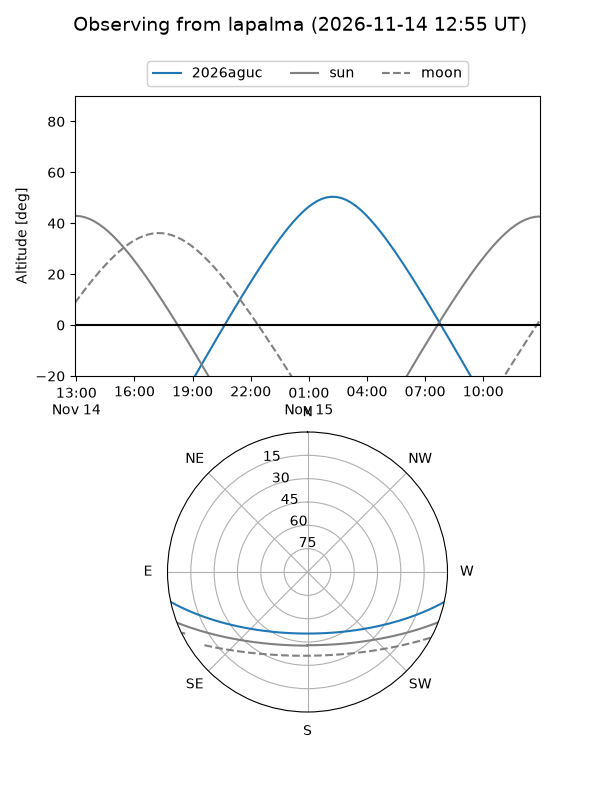 Observing from lapalma (2026-11-14 12:55 UT)
2026aguc sun moon
Altitude [deg]
80
60
40
20
0
−20
13:00 16:00 19:00 22:00 01:00 04:00 07:00 10:00
Nov 14 Nov 15
N
NE NW
15
30
45
60
75
E W
SE SW
S